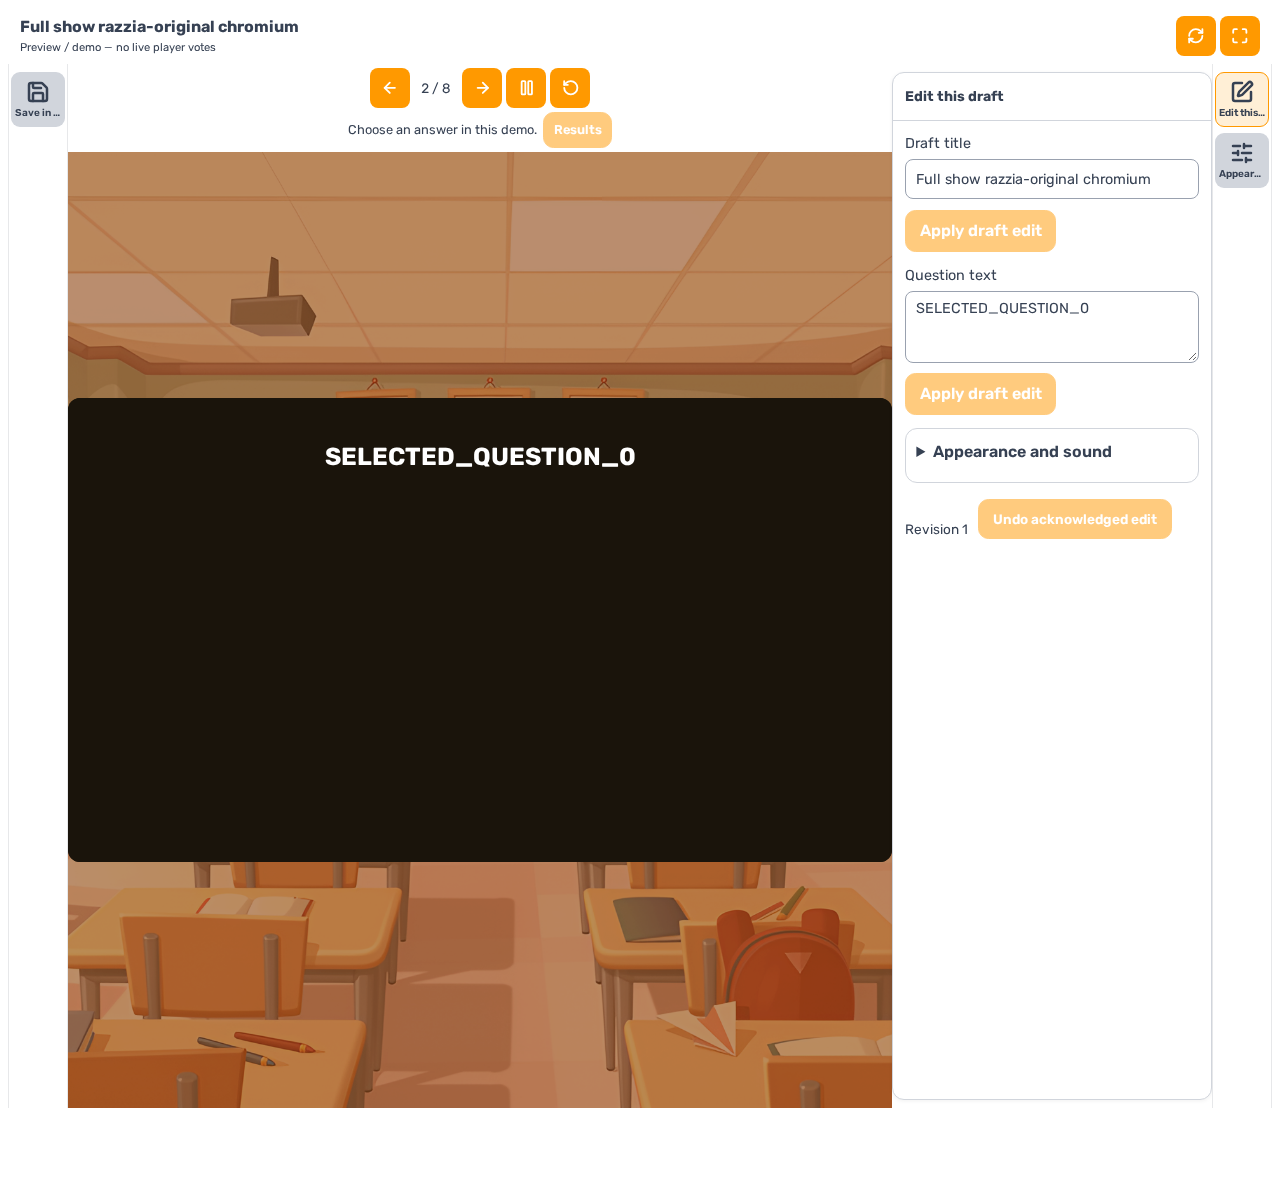 Full show razzia-original chromium
Preview / demo — no live player votes
Save in ...
2 / 8
Choose an answer in this demo.
Results
SELECTED_QUESTION_0
Edit this draft
Draft title
Full show razzia-original chromium
Apply draft edit
Question text
SELECTED_QUESTION_0
Apply draft edit
Appearance and sound
Revision 1
Undo acknowledged edit
Edit this...
Appear...